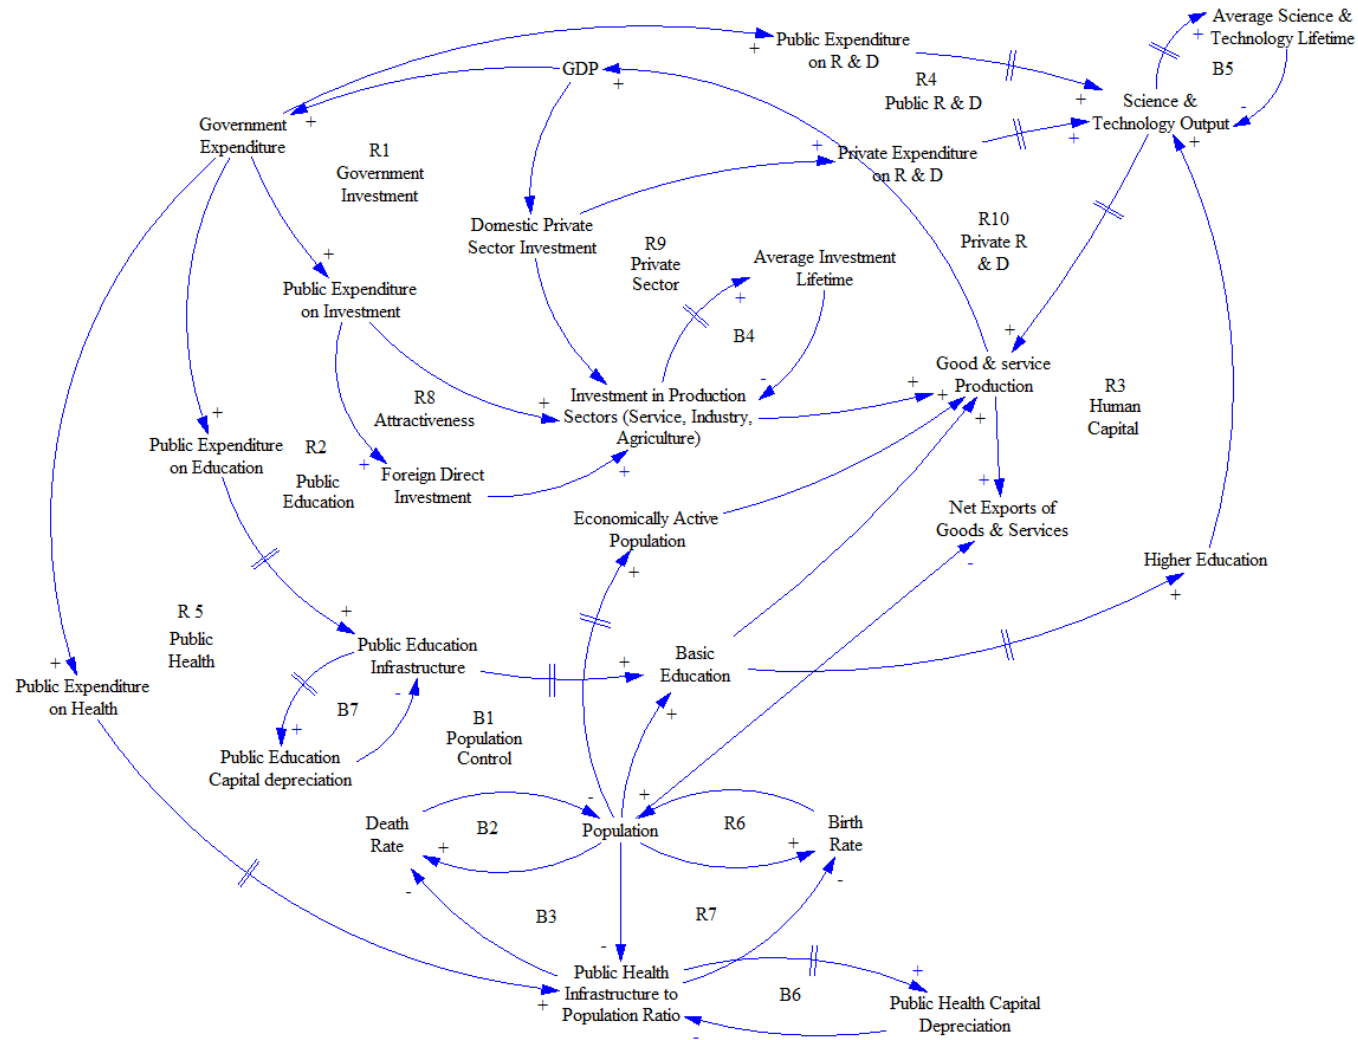 Average Science &
Technology Lifetime
+
B5
-
Public Expenditure
on R & D
+
R4
Public R & D
+
Science &
Technology Output
+
GDP
+
+
Government
Expenditure
R1
Government
Investment
+
Private Expenditure
on R & D
+
Domestic Private
Sector Investment
R9
Private
Sector
R10
Private R
& D
Average Investment
Lifetime
+
B4
-
+
Public Expenditure
on Investment
+
Good & service
Production
R3
Human
Capital
R8
Attractiveness
+
Investment in Production
Sectors (Service, Industry,
Agriculture)
+
+
+
+
Public Expenditure
on Education
R2
Public
Education
+
Foreign Direct
Investment
+
+
Net Exports of
Goods & Services
-
Economically Active
Population
+
Higher Education
+
R 5
Public
Health
+
Public Education
Infrastructure
-
+
Basic
Education
+
+
Public Expenditure
on Health
B7
+
Public Education
Capital depreciation
B1
Population
Control
-
+
Death
Rate
+
B2
Population
R6
+
Birth
Rate
-
-
B3
R7
-
Public Health
Infrastructure to
Population Ratio
+
B6
+
Public Health Capital
Depreciation
-